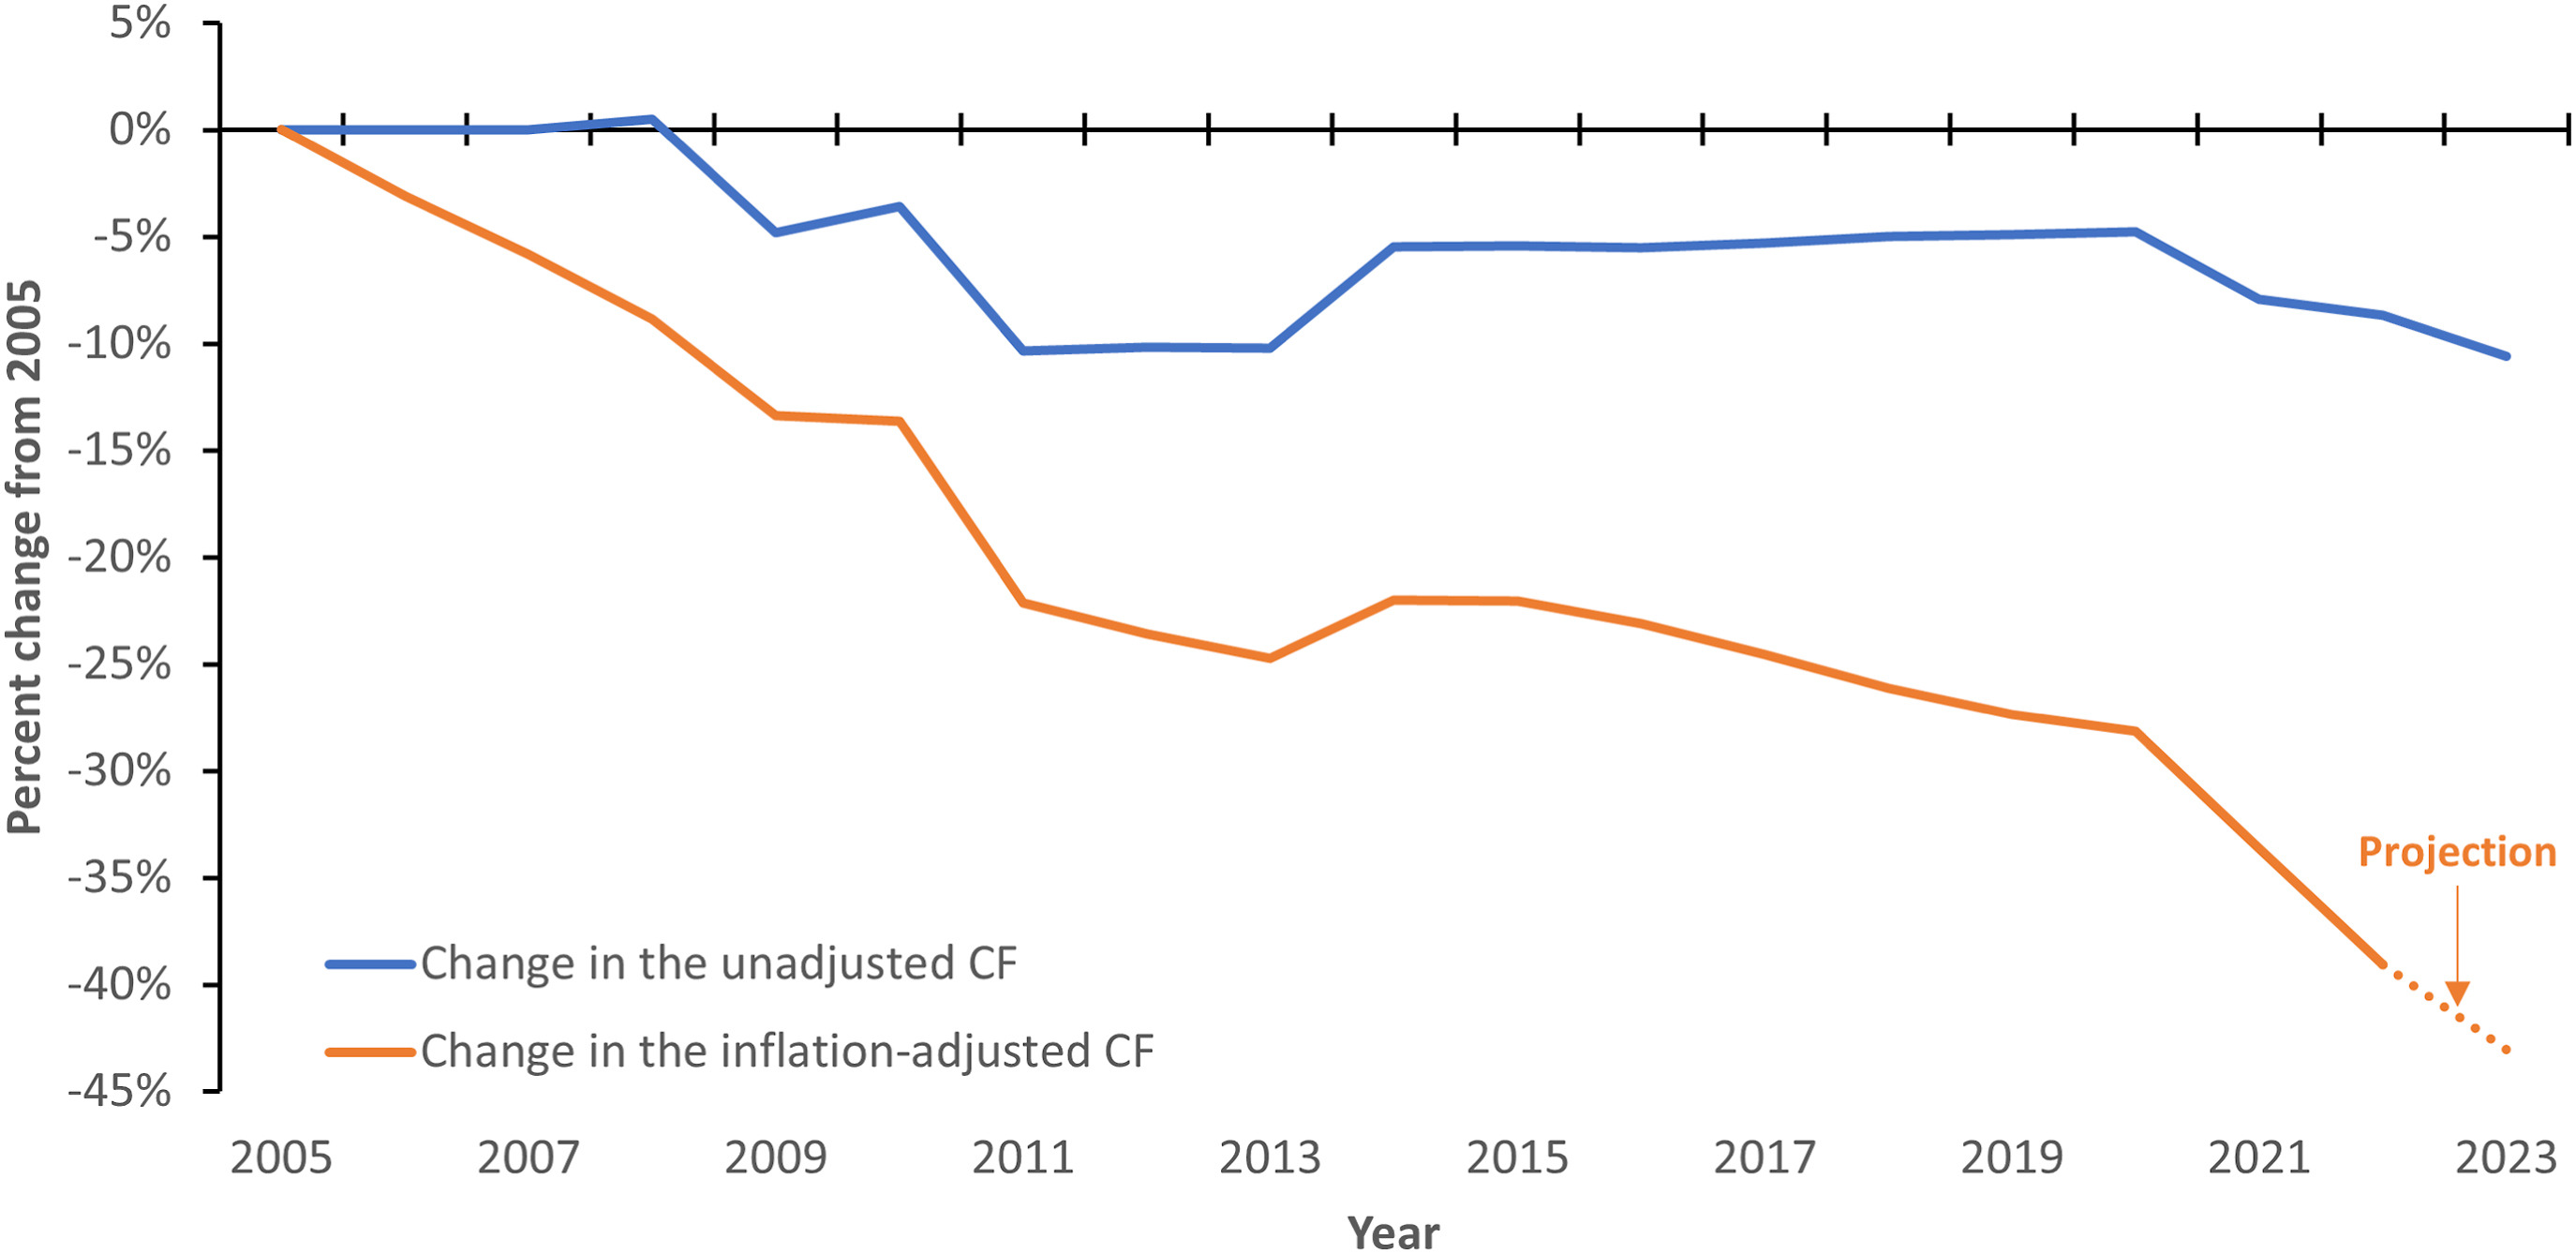 5%
0%
-5%
-10%
-15%
-20%
-25%
-30%
-35%
-40%
-45%
Percent change from 2005
Projection
Change in the unadjusted CF
Change in the inflation-adjusted CF
2005 2007 2009 2011 2013 2015 2017 2019 2021 2023
Year